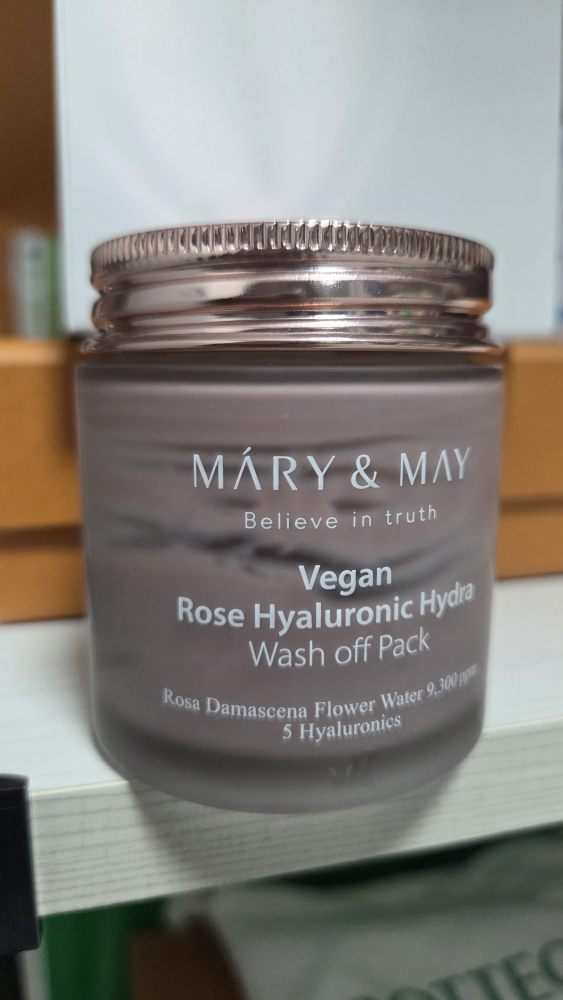 MÁRY & MAY
Believe in truth
Vegan
Rose Hyaluronic Hydra
Wash off Pack
Rosa Damascena Flower Water 9,300 ppm
5 Hyaluronics